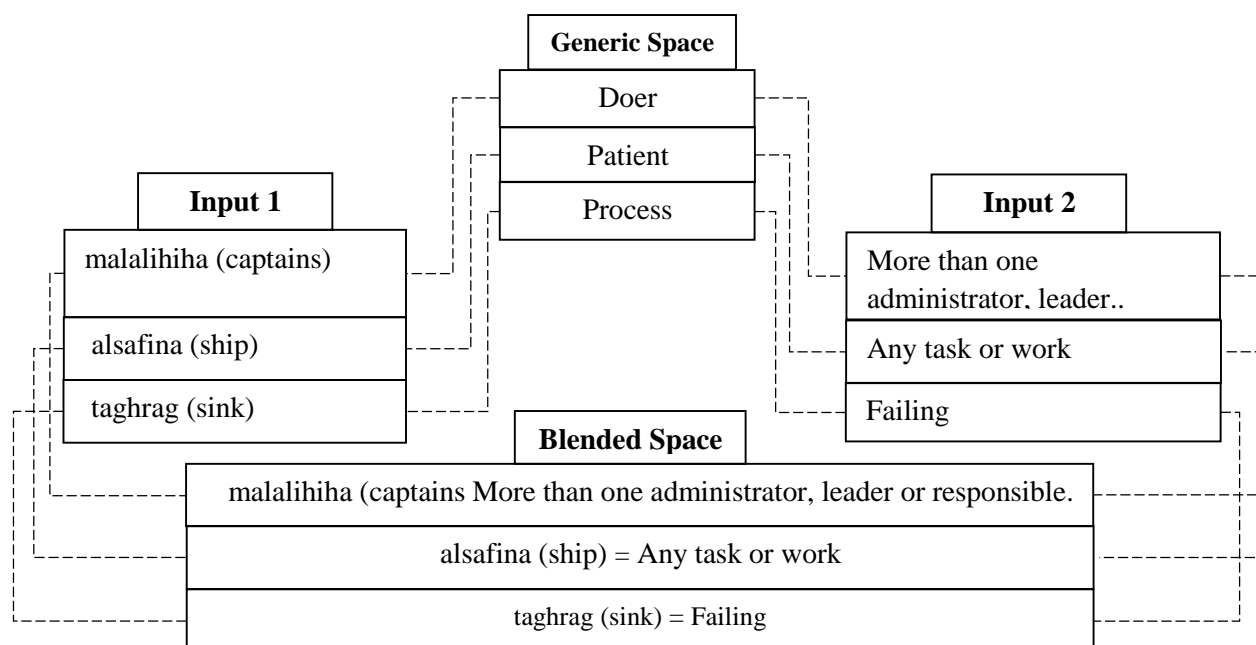 Generic Space
Doer
Patient
Process
Input 1
malalihiha (captains)
alsafina (ship)
taghrag (sink)
Input 2
More than one
administrator, leader..
Any task or work
Failing
Blended Space
malalihiha (captains More than one administrator, leader or responsible.
alsafina (ship) = Any task or work
taghrag (sink) = Failing